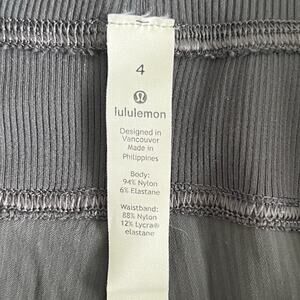 4
lululemon
Designed in
Vancouver
Made in
Philippines
Body:
94% Nylon
6% Elastane
Waistband:
88% Nylon
12% Lycra®
elastane